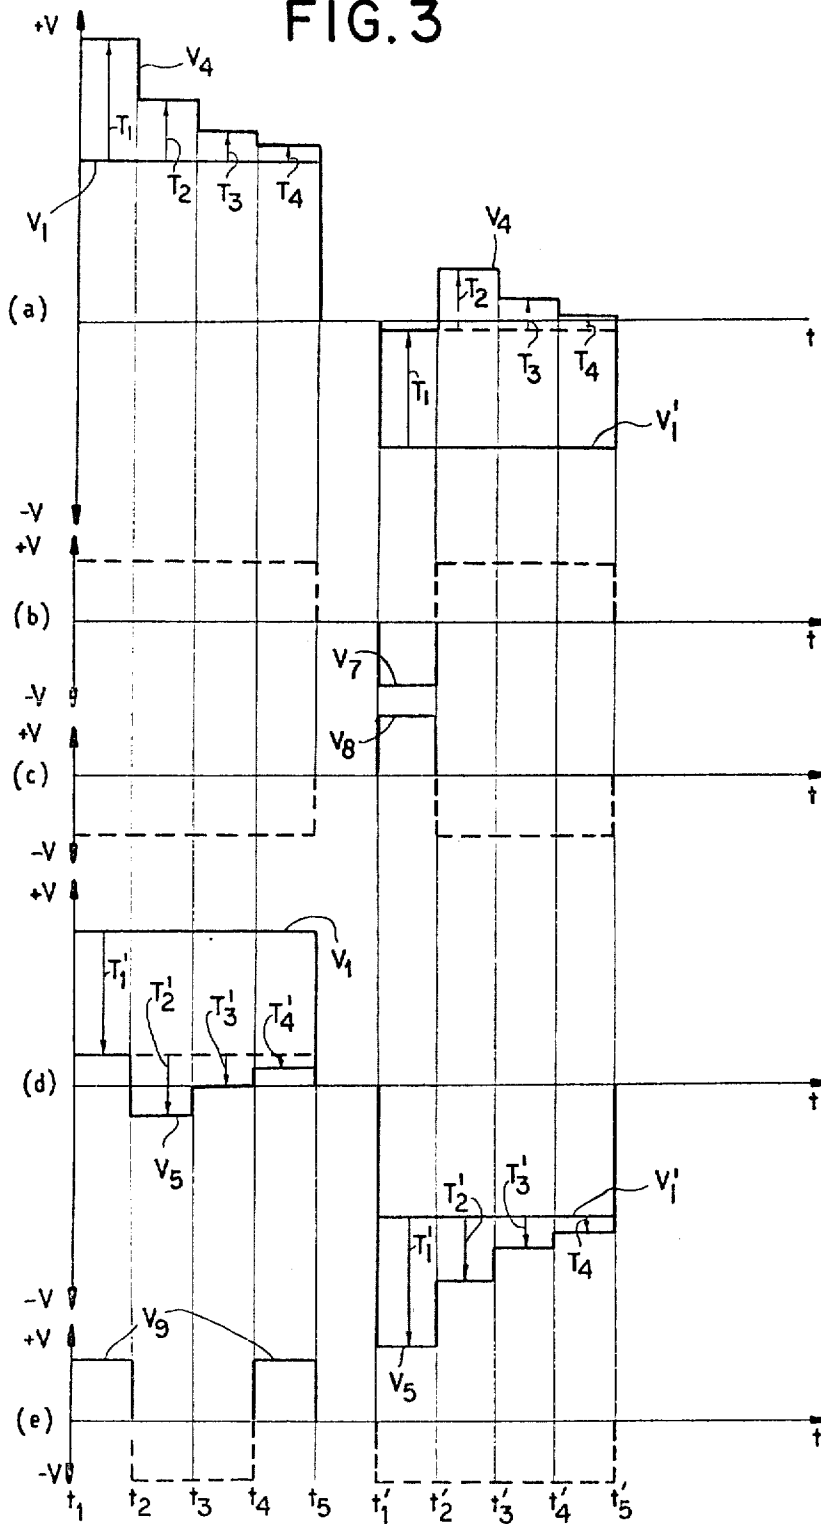 FIG. 3
+V
V4
T1
T2
T3
T4
V1
V4
(a)
T2
t
T3
T4
T1
V1'
-V
+V
(b)
t
V7
-V
+V
V8
(c)
t
-V
+V
V1
T1'
T2'
T3'
T4'
(d)
t
V5
T2'
T3'
V1'
T1'
T4
-V
+V
V9
V5
(e)
t
-V
t1 t2 t3 t4 t5 t1' t2' t3' t4' t5'